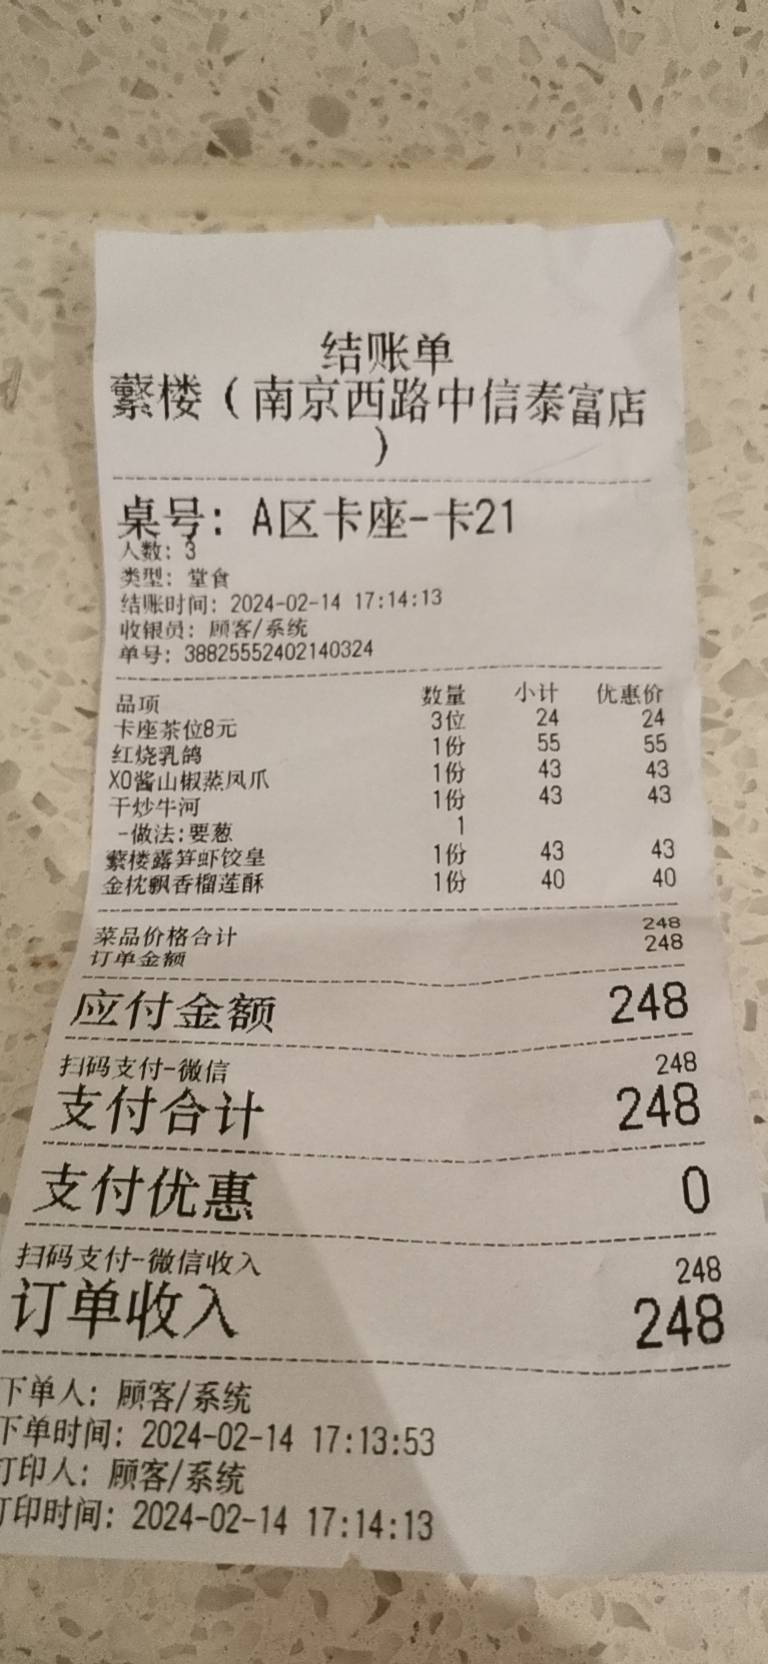 结账单
蘩楼（南京西路中信泰富店
）
桌号: A区卡座-卡21
人数: 3
类型: 堂食
结账时间: 2024-02-14 17:14:13
收银员: 顾客/系统
单号: 38825552402140324
品项 数量 小计 优惠价
卡座茶位8元 3位 24 24
红烧乳鸽 1份 55 55
XO酱山椒蒸凤爪 1份 43 43
干炒牛河 1份 43 43
-做法:要葱 1
蘩楼露笋虾饺皇 1份 43 43
金枕飘香榴莲酥 1份 40 40
菜品价格合计 248
订单金额 248
应付金额 248
扫码支付-微信 248
支付合计 248
支付优惠 0
扫码支付-微信收入 248
订单收入 248
下单人: 顾客/系统
下单时间: 2024-02-14 17:13:53
打印人: 顾客/系统
打印时间: 2024-02-14 17:14:13